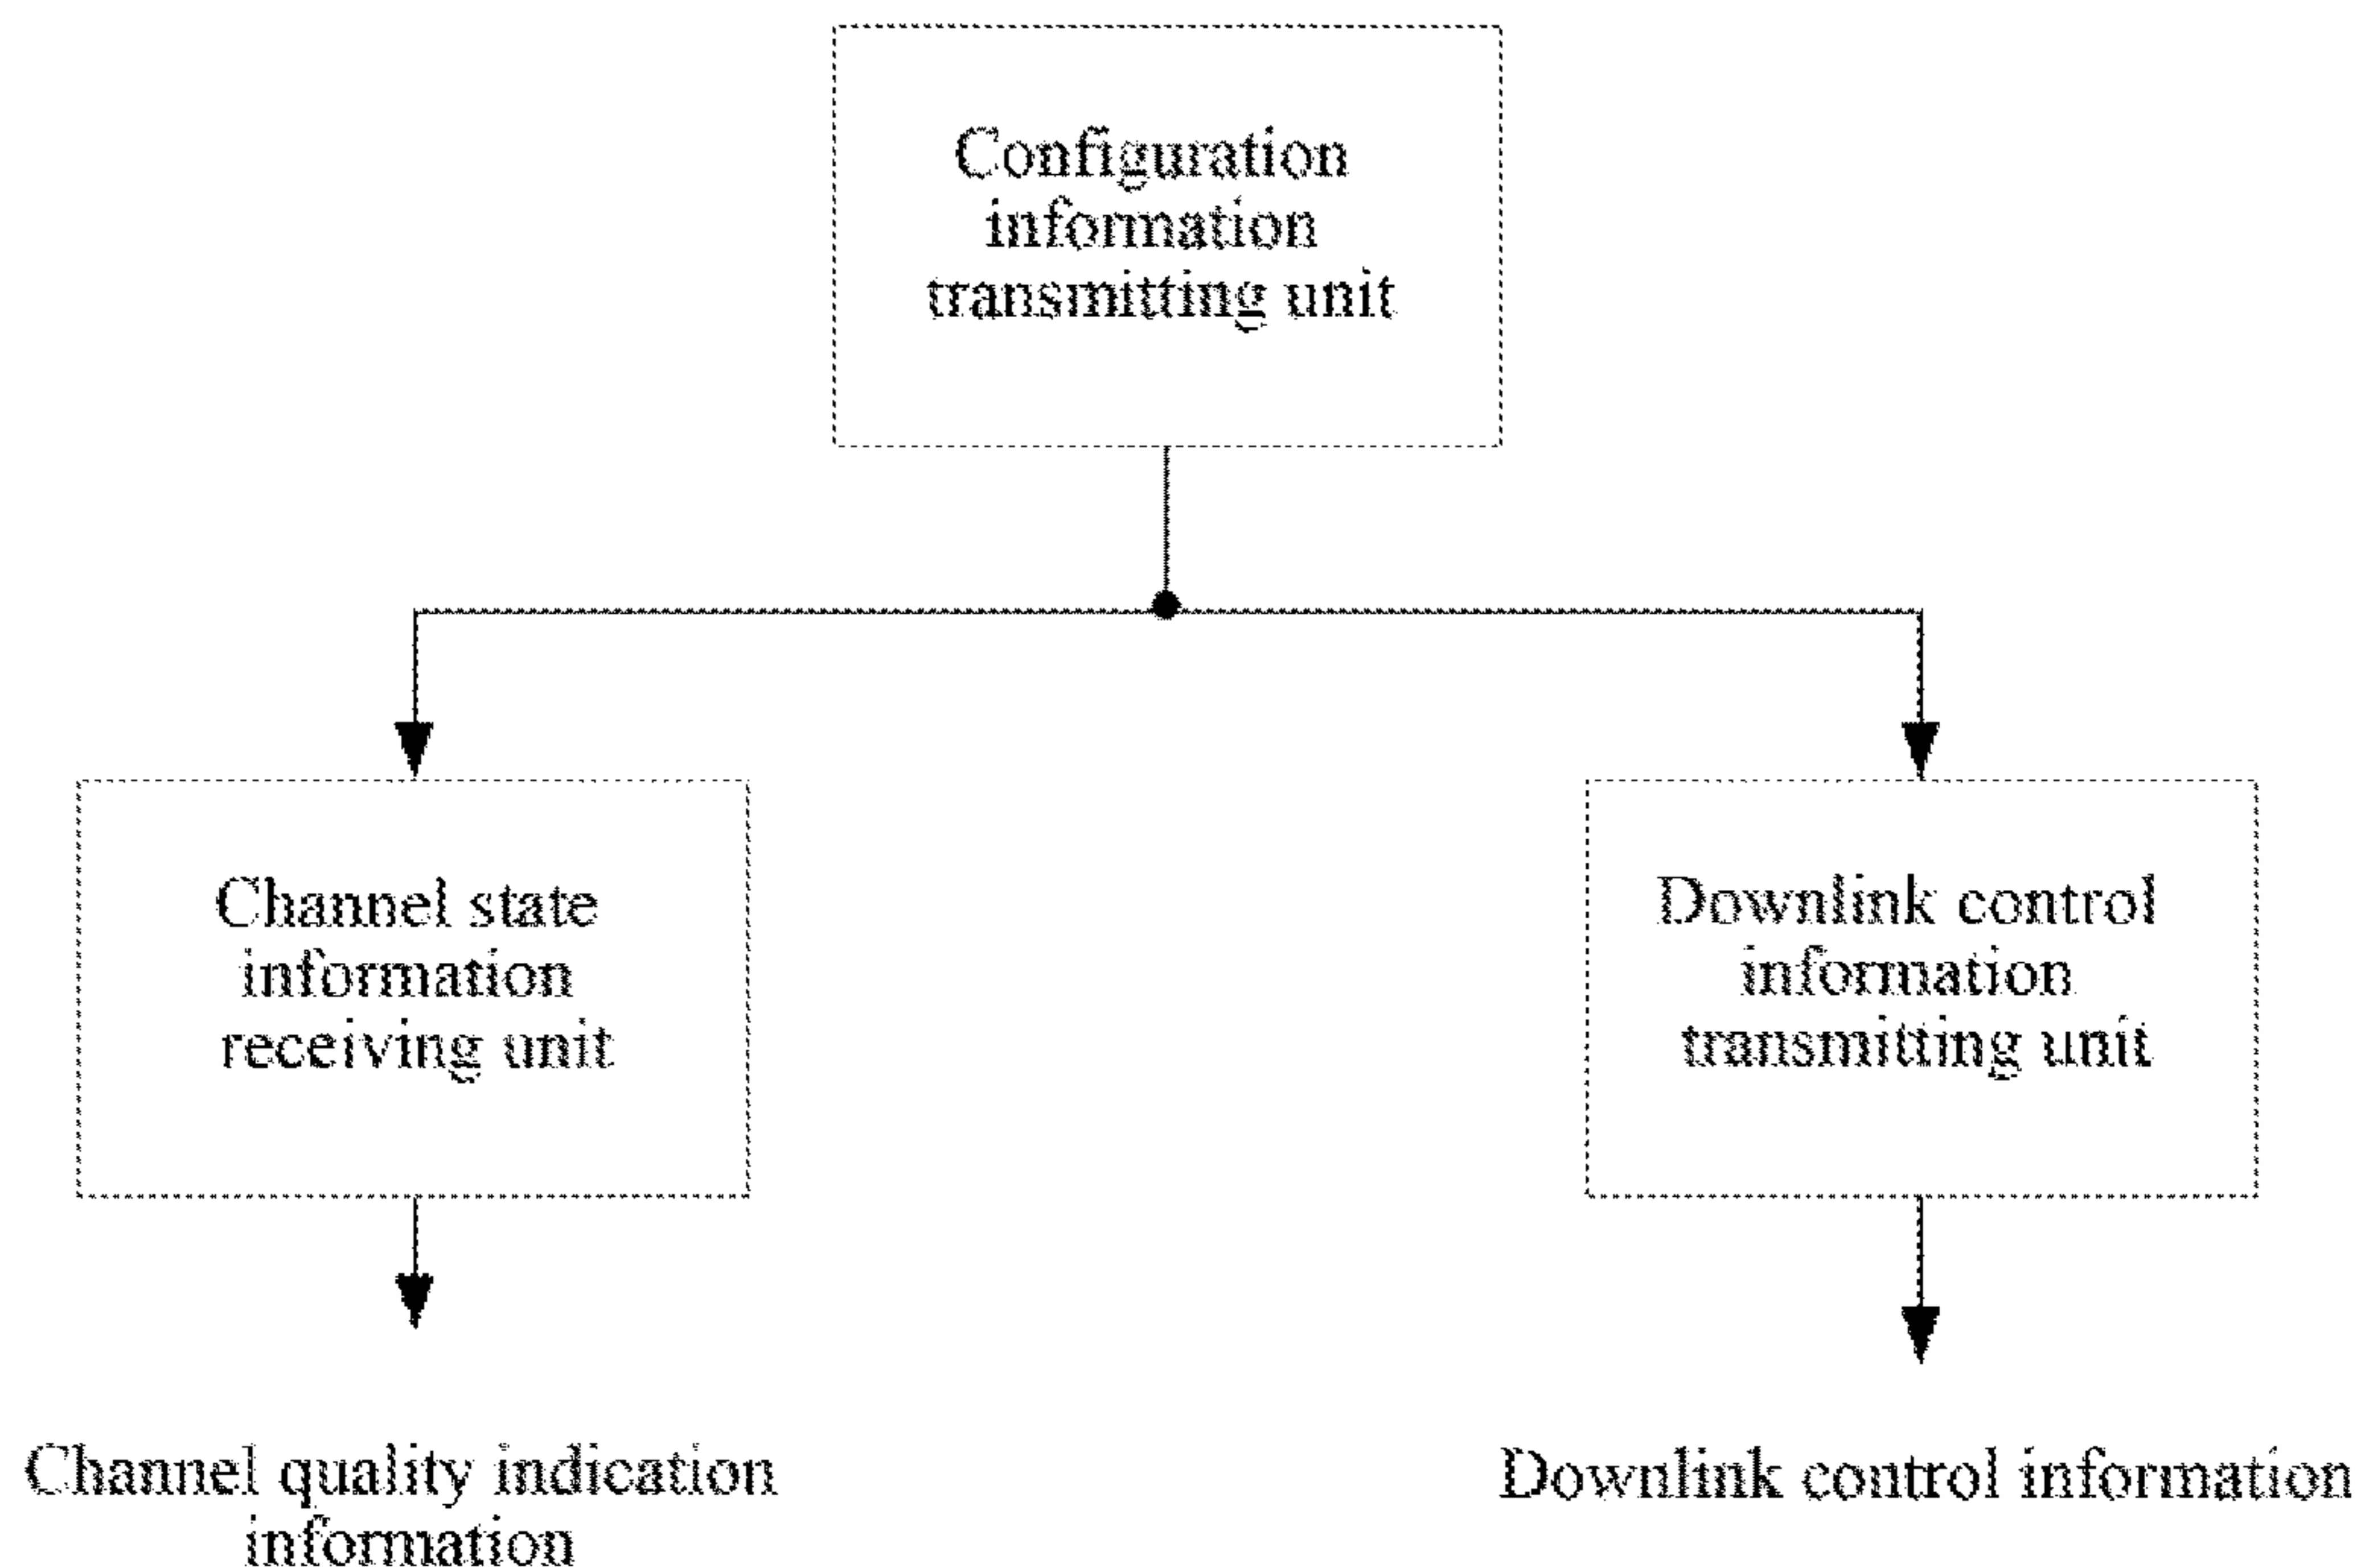 Configuration
information
transmitting unit
Channel state
information
receiving unit
Downlink control
information
transmitting unit
Channel quality indication
information
Downlink control information